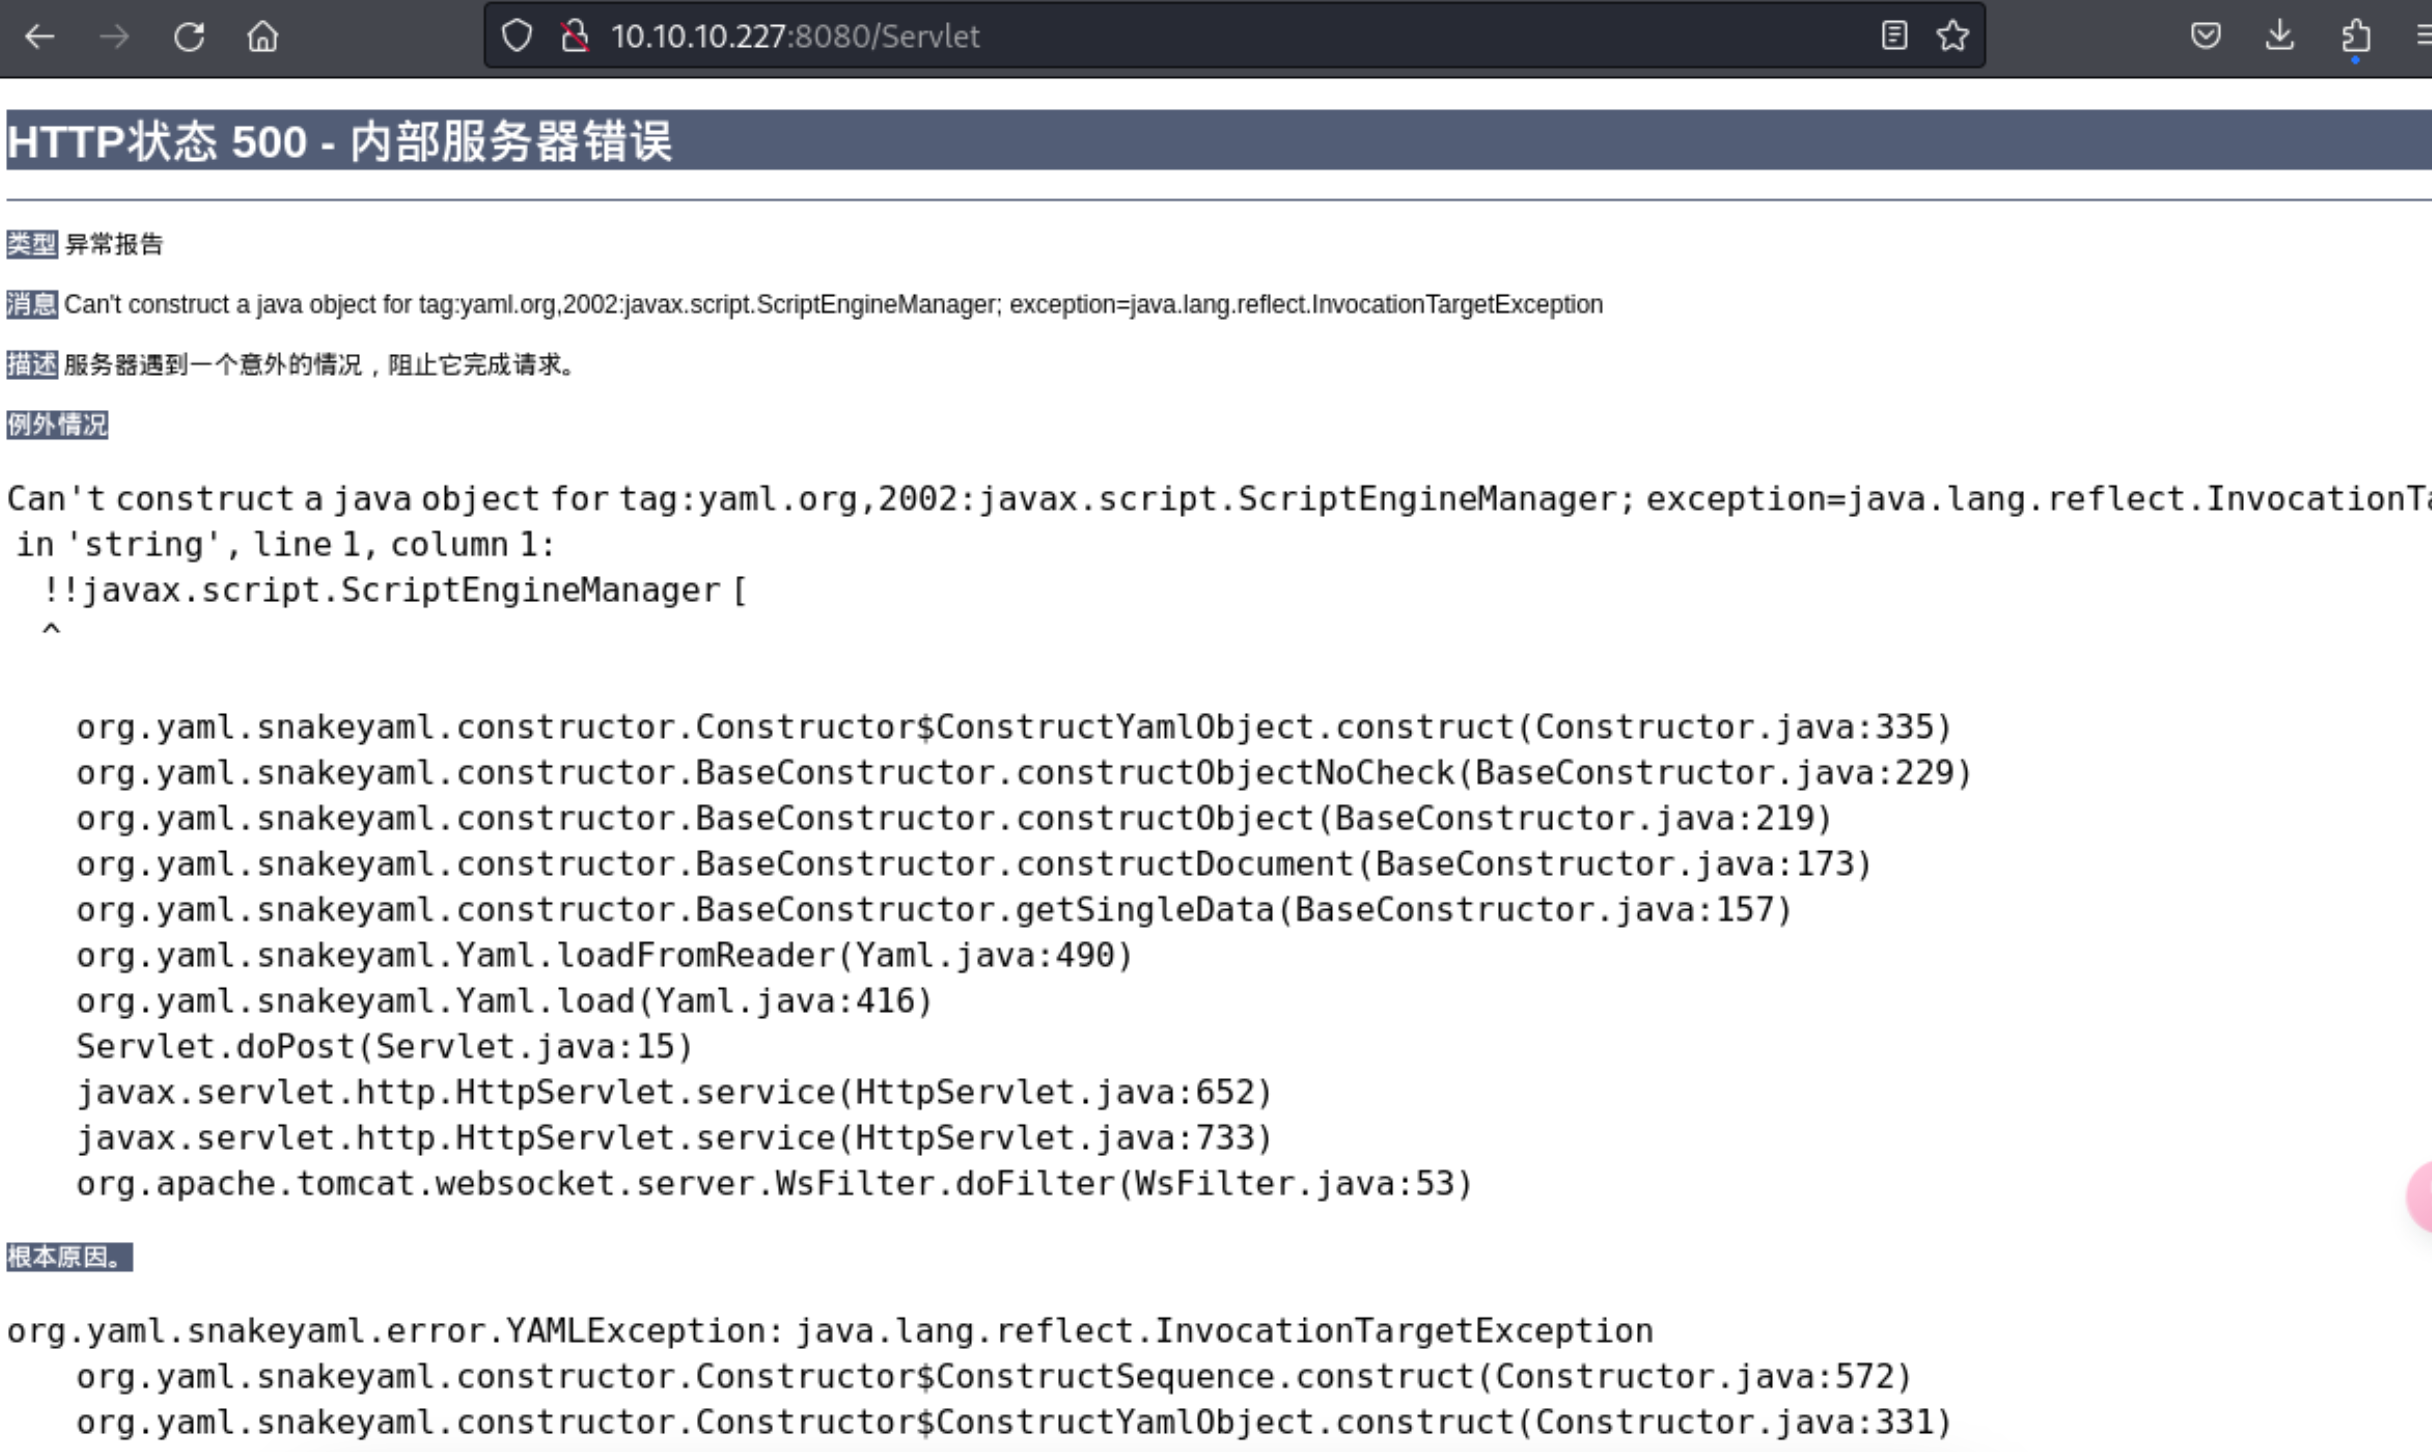 10.10.10.227:8080/Servlet
HTTP状态 500 - 内部服务器错误
类型 异常报告
消息 Can't construct a java object for tag:yaml.org,2002:javax.script.ScriptEngineManager; exception=java.lang.reflect.InvocationTargetException
描述 服务器遇到一个意外的情况，阻止它完成请求。
例外情况
Can't construct a java object for tag:yaml.org,2002:javax.script.ScriptEngineManager; exception=java.lang.reflect.InvocationTa
in 'string', line 1, column 1:
!!javax.script.ScriptEngineManager [
^
org.yaml.snakeyaml.constructor.Constructor$ConstructYamlObject.construct(Constructor.java:335)
org.yaml.snakeyaml.constructor.BaseConstructor.constructObjectNoCheck(BaseConstructor.java:229)
org.yaml.snakeyaml.constructor.BaseConstructor.constructObject(BaseConstructor.java:219)
org.yaml.snakeyaml.constructor.BaseConstructor.constructDocument(BaseConstructor.java:173)
org.yaml.snakeyaml.constructor.BaseConstructor.getSingleData(BaseConstructor.java:157)
org.yaml.snakeyaml.Yaml.loadFromReader(Yaml.java:490)
org.yaml.snakeyaml.Yaml.load(Yaml.java:416)
Servlet.doPost(Servlet.java:15)
javax.servlet.http.HttpServlet.service(HttpServlet.java:652)
javax.servlet.http.HttpServlet.service(HttpServlet.java:733)
org.apache.tomcat.websocket.server.WsFilter.doFilter(WsFilter.java:53)
根本原因。
org.yaml.snakeyaml.error.YAMLException: java.lang.reflect.InvocationTargetException
org.yaml.snakeyaml.constructor.Constructor$ConstructSequence.construct(Constructor.java:572)
org.yaml.snakeyaml.constructor.Constructor$ConstructYamlObject.construct(Constructor.java:331)